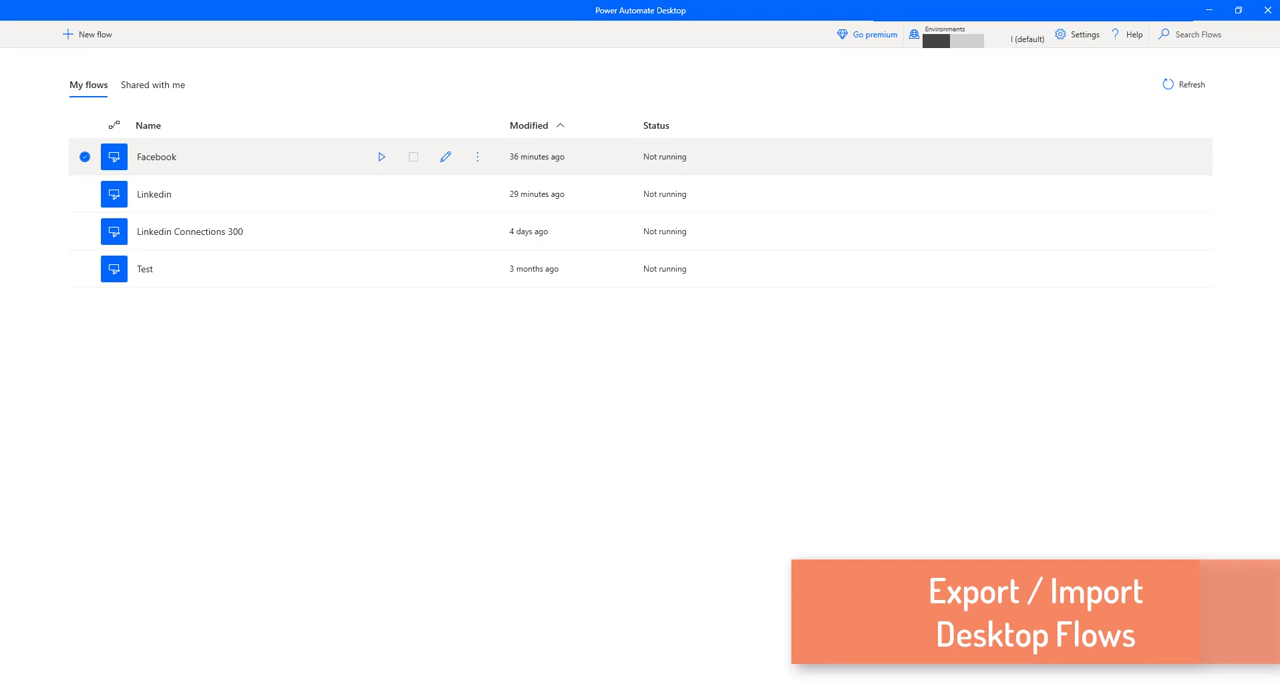 Power Automate Desktop
New flow
Go premium
Environments
l (default)
Settings
? Help
Search Flows
My flows
Shared with me
Refresh
Name
Modified
Status
Facebook
36 minutes ago
Not running
Linkedin
29 minutes ago
Not running
Linkedin Connections 300
4 days ago
Not running
Test
3 months ago
Not running
Export / Import
Desktop Flows